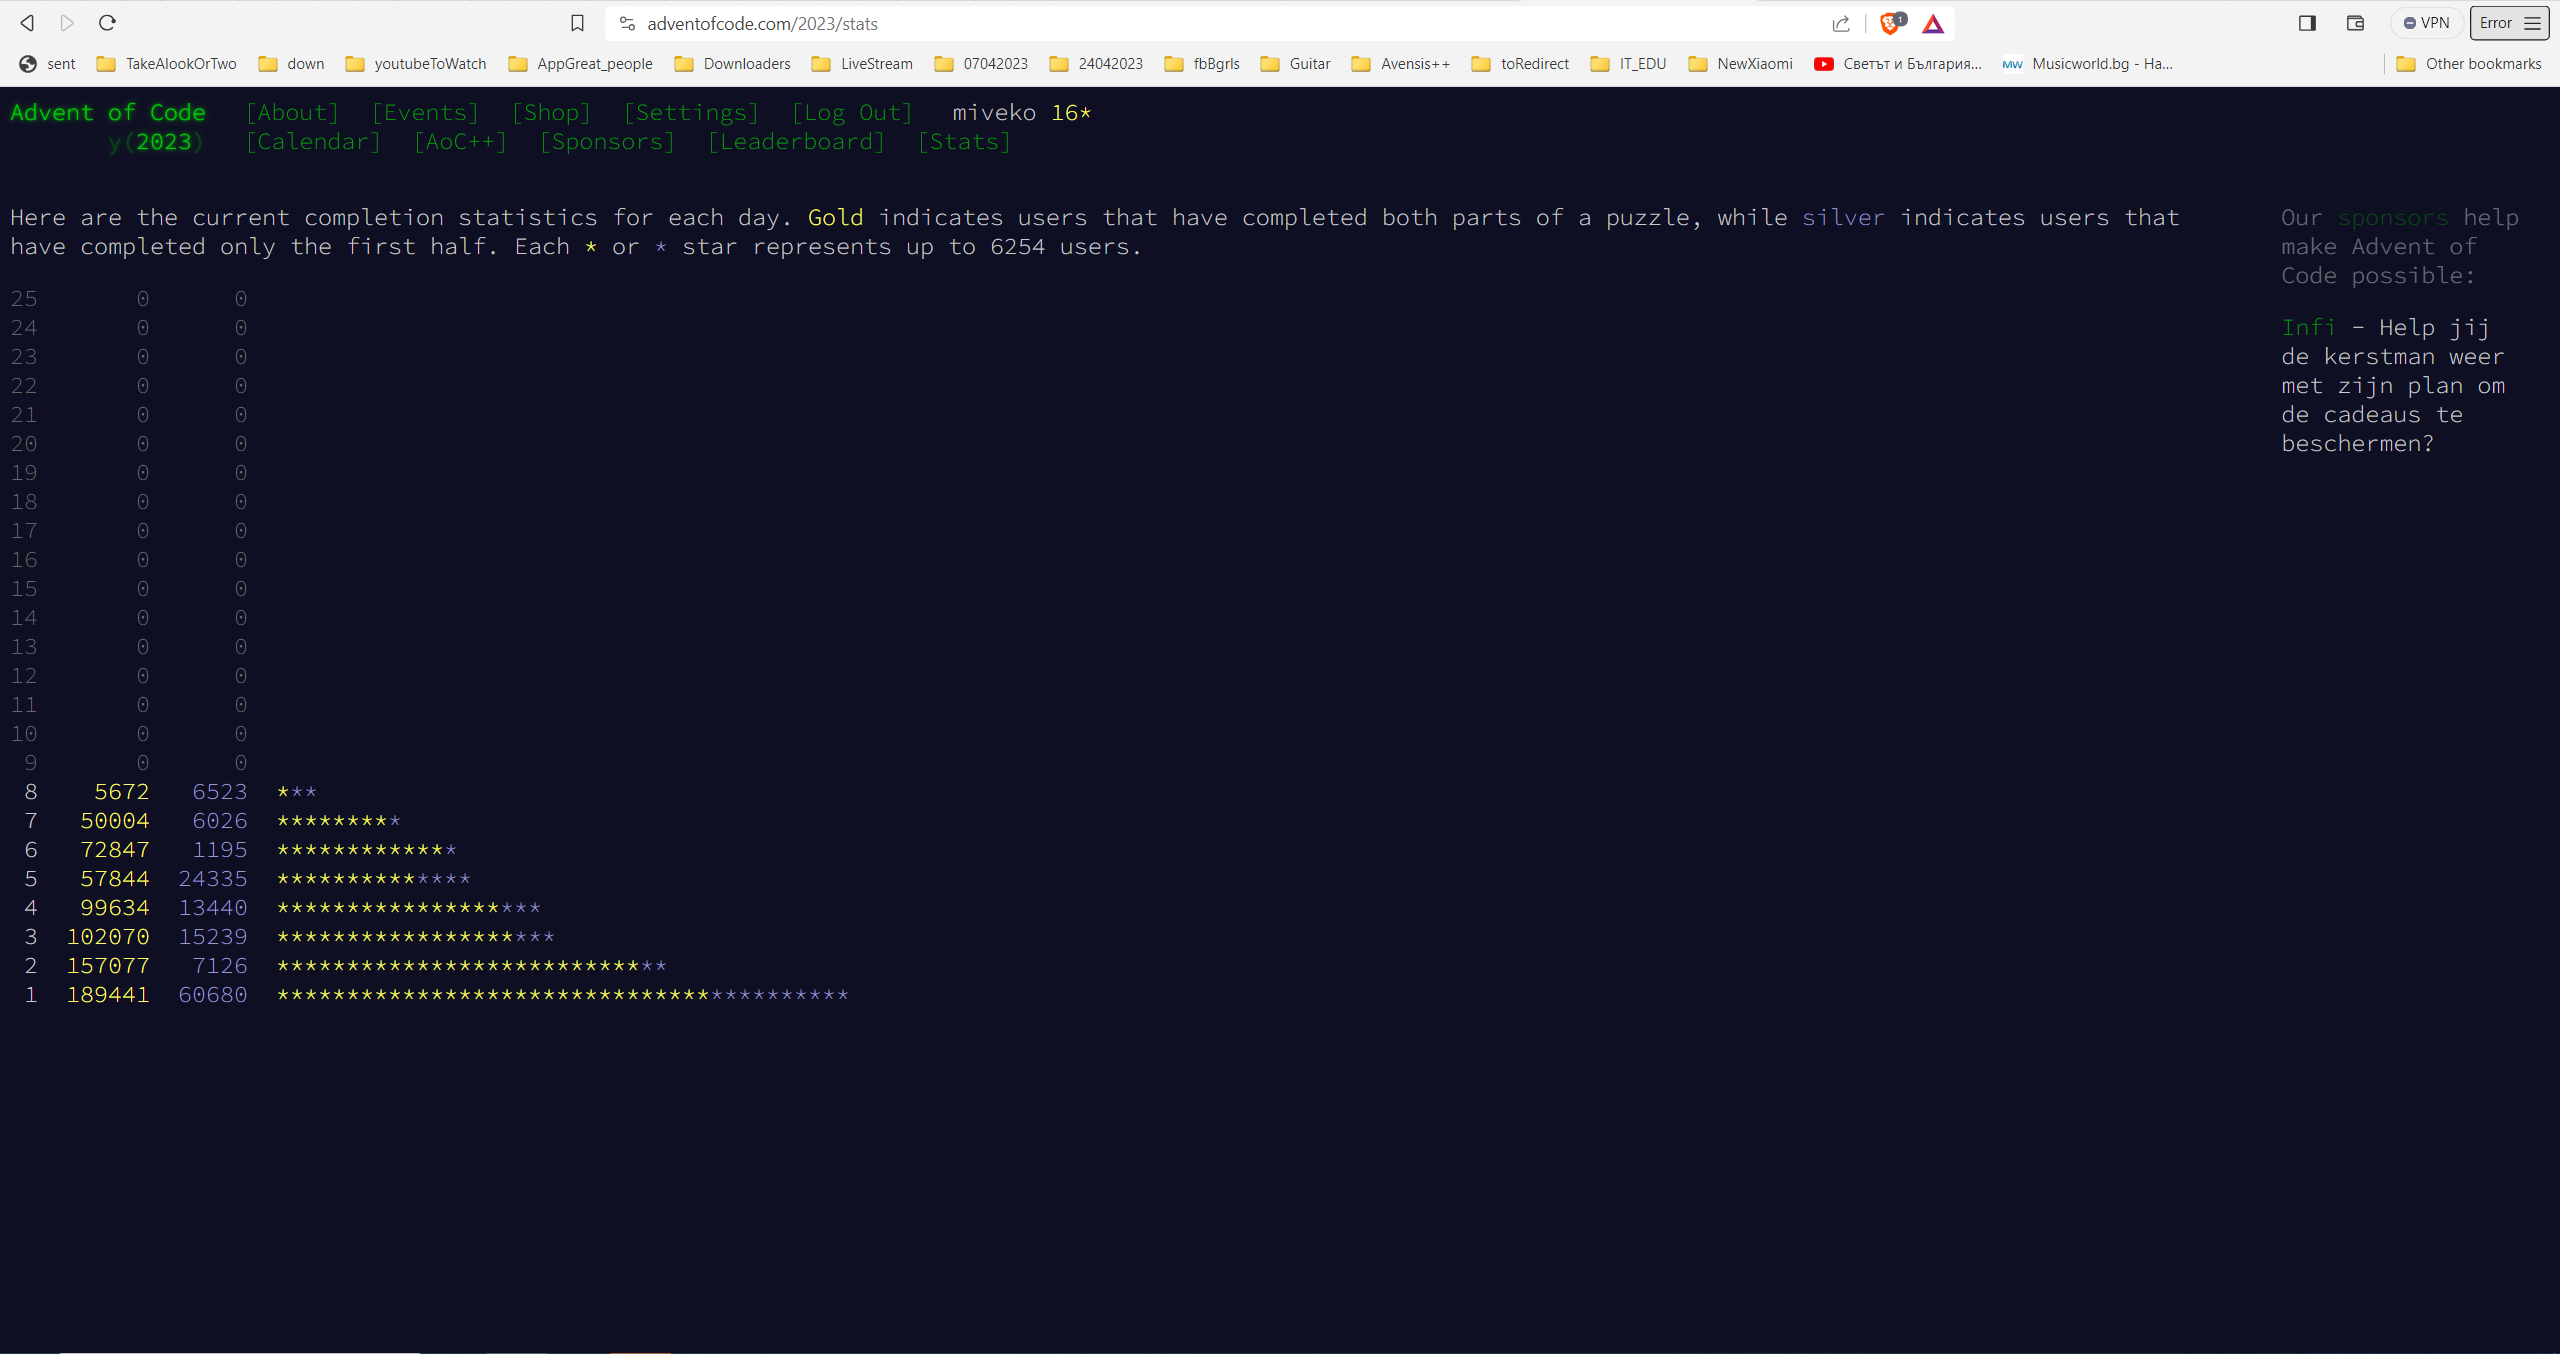 adventofcode.com/2023/stats
1
VPN
Error
sent TakeAlookOrTwo down youtubeToWatch AppGreat_people Downloaders LiveStream 07042023 24042023 fbBgrls Guitar Avensis++ toRedirect IT_EDU NewXiaomi Светът и България... MW Musicworld.bg - Ha... Other bookmarks
Advent of Code [About] [Events] [Shop] [Settings] [Log Out] miveko 16*
y(2023) [Calendar] [AoC++] [Sponsors] [Leaderboard] [Stats]
Here are the current completion statistics for each day. Gold indicates users that have completed both parts of a puzzle, while silver indicates users that
have completed only the first half. Each * or * star represents up to 6254 users.
25 0 0
24 0 0
23 0 0
22 0 0
21 0 0
20 0 0
19 0 0
18 0 0
17 0 0
16 0 0
15 0 0
14 0 0
13 0 0
12 0 0
11 0 0
10 0 0
9 0 0
8 5672 6523 ***
7 50004 6026 *********
6 72847 1195 *************
5 57844 24335 **************
4 99634 13440 *******************
3 102070 15239 ********************
2 157077 7126 ****************************
1 189441 60680 *****************************************
Our sponsors help
make Advent of
Code possible:
Infi - Help jij
de kerstman weer
met zijn plan om
de cadeaus te
beschermen?